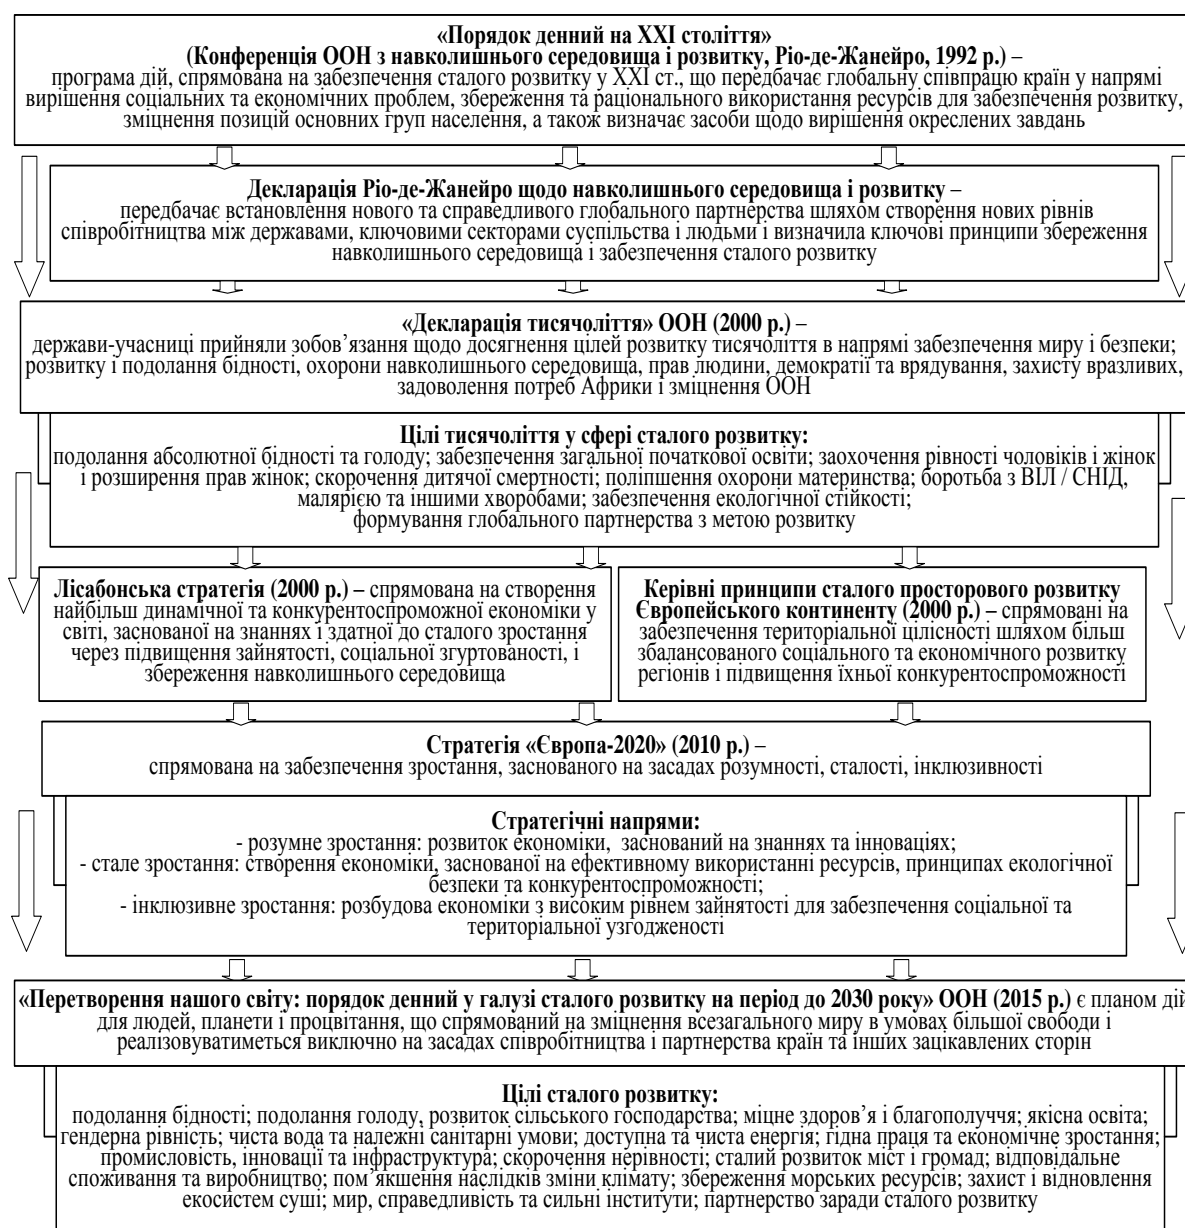 «Порядок денний на XXI століття»
(Конференція ООН з навколишнього середовища і розвитку, Ріо-де-Жанейро, 1992 р.) –
програма дій, спрямована на забезпечення сталого розвитку у XXI ст., що передбачає глобальну співпрацю країн у напрямі
вирішення соціальних та економічних проблем, збереження та раціонального використання ресурсів для забезпечення розвитку,
зміцнення позицій основних груп населення, а також визначає засоби щодо вирішення окреслених завдань
Декларація Ріо-де-Жанейро щодо навколишнього середовища і розвитку –
передбачає встановлення нового та справедливого глобального партнерства шляхом створення нових рівнів
співробітництва між державами, ключовими секторами суспільства і людьми і визначила ключові принципи збереження
навколишнього середовища і забезпечення сталого розвитку
«Декларація тисячоліття» ООН (2000 р.) –
держави-учасниці прийняли зобов'язання щодо досягнення цілей розвитку тисячоліття в напрямі забезпечення миру і безпеки;
розвитку і подолання бідності, охорони навколишнього середовища, прав людини, демократії та врядування, захисту вразливих,
задоволення потреб Африки і зміцнення ООН
Цілі тисячоліття у сфері сталого розвитку:
подолання абсолютної бідності та голоду; забезпечення загальної початкової освіти; заохочення рівності чоловіків і жінок
і розширення прав жінок; скорочення дитячої смертності; поліпшення охорони материнства; боротьба з ВІЛ / СНІД,
малярією та іншими хворобами; забезпечення екологічної стійкості;
формування глобального партнерства з метою розвитку
Лісабонська стратегія (2000 р.) – спрямована на створення
найбільш динамічної та конкурентоспроможної економіки у
світі, заснованої на знаннях і здатної до сталого зростання
через підвищення зайнятості, соціальної згуртованості, і
збереження навколишнього середовища
Керівні принципи сталого просторового розвитку
Європейського континенту (2000 р.) – спрямовані на
забезпечення територіальної цілісності шляхом більш
збалансованого соціального та економічного розвитку
регіонів і підвищення їхньої конкурентоспроможності
Стратегія «Європа-2020» (2010 р.) –
спрямована на забезпечення зростання, заснованого на засадах розумності, сталості, інклюзивності
Стратегічні напрями:
- розумне зростання: розвиток економіки, заснований на знаннях та інноваціях;
- стале зростання: створення економіки, заснованої на ефективному використанні ресурсів, принципах екологічної
безпеки та конкурентоспроможності;
- інклюзивне зростання: розбудова економіки з високим рівнем зайнятості для забезпечення соціальної та
територіальної узгодженості
«Перетворення нашого світу: порядок денний у галузі сталого розвитку на період до 2030 року» ООН (2015 р.) є планом дій
для людей, планети і процвітання, що спрямований на зміцнення всезагального миру в умовах більшої свободи і
реалізовуватиметься виключно на засадах співробітництва і партнерства країн та інших зацікавлених сторін
Цілі сталого розвитку:
подолання бідності; подолання голоду, розвиток сільського господарства; міцне здоров'я і благополуччя; якісна освіта;
гендерна рівність; чиста вода та належні санітарні умови; доступна та чиста енергія; гідна праця та економічне зростання;
промисловість, інновації та інфраструктура; скорочення нерівності; сталий розвиток міст і громад; відповідальне
споживання та виробництво; пом'якшення наслідків зміни клімату; збереження морських ресурсів; захист і відновлення
екосистем суші; мир, справедливість та сильні інститути; партнерство заради сталого розвитку